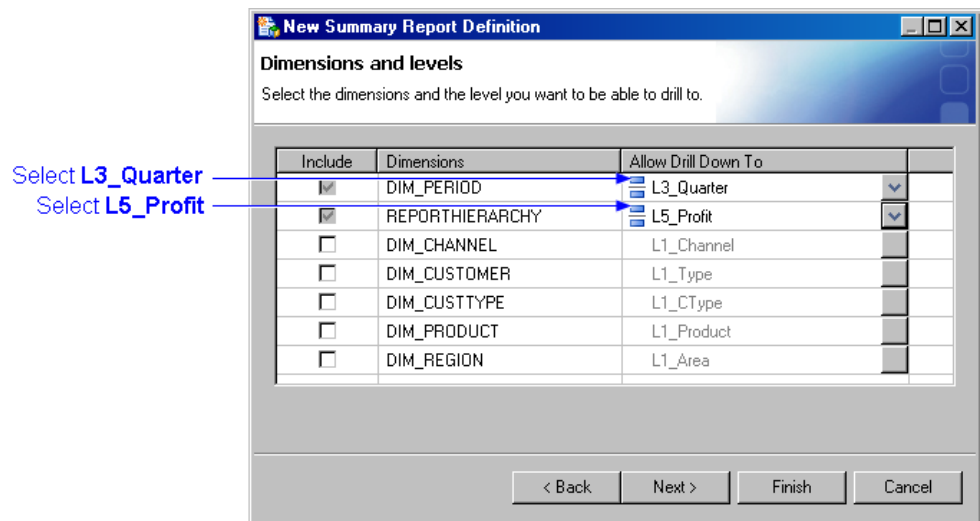 New Summary Report Definition
Dimensions and levels
Select the dimensions and the level you want to be able to drill to.
Include Dimensions Allow Drill Down To
Select L3_Quarter
DIM_PERIOD L3_Quarter
Select L5_Profit
REPORTHIERARCHY L5_Profit
DIM_CHANNEL L1_Channel
DIM_CUSTOMER L1_Type
DIM_CUSTTYPE L1_CType
DIM_PRODUCT L1_Product
DIM_REGION L1_Area
< Back Next > Finish Cancel